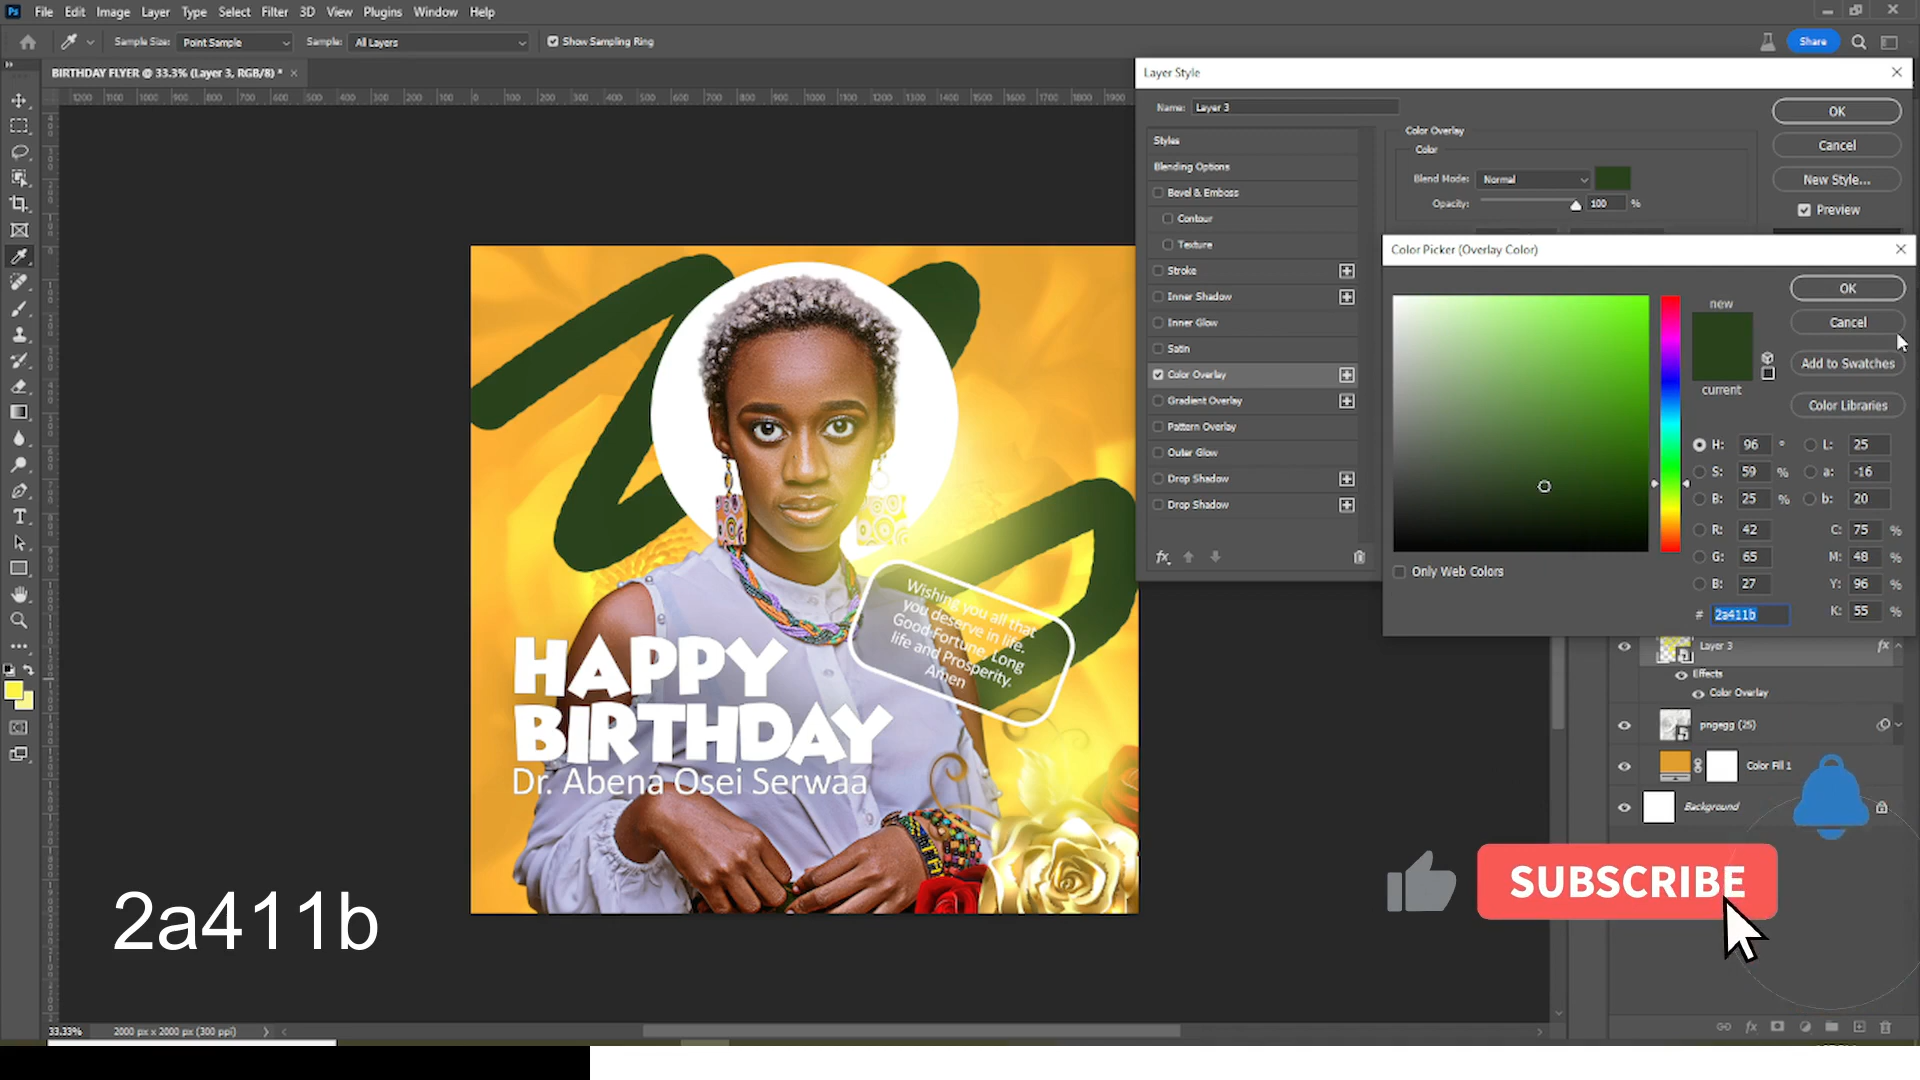 File Edit Image Layer Type Select Filter 3D View Plugins Window Help
Sample Size: Point Sample Sample: All Layers Show Sampling Ring
Share
BIRTHDAY FLYER @ 33.3% (Layer 3, RGB/8) *
Layer Style
Name: Layer 3
Styles
Blending Options
Bevel & Emboss
Contour
Texture
Stroke
Inner Shadow
Inner Glow
Satin
Color Overlay
Gradient Overlay
Pattern Overlay
Outer Glow
Drop Shadow
Drop Shadow
Color Overlay
Color
Blend Mode: Normal
Opacity: 100 %
OK
Cancel
New Style...
Preview
Color Picker (Overlay Color)
new
current
OK
Cancel
Add to Swatches
Color Libraries
H: 96 ° L: 25
S: 59 % a: -16
B: 25 % b: 20
R: 42 C: 75 %
G: 65 M: 48 %
B: 27 Y: 96 %
# 2a411b K: 55 %
Only Web Colors
Wishing you all that
you deserve in life.
Good Fortune, Long
life and Prosperity.
Amen
HAPPY
BIRTHDAY
Dr. Abena Osei Serwaa
Layer 3 fx
Effects
Color Overlay
pngegg (25)
Color Fill 1
Background
SUBSCRIBE
2a411b
33.33% 2000 px x 2000 px (300 ppi)